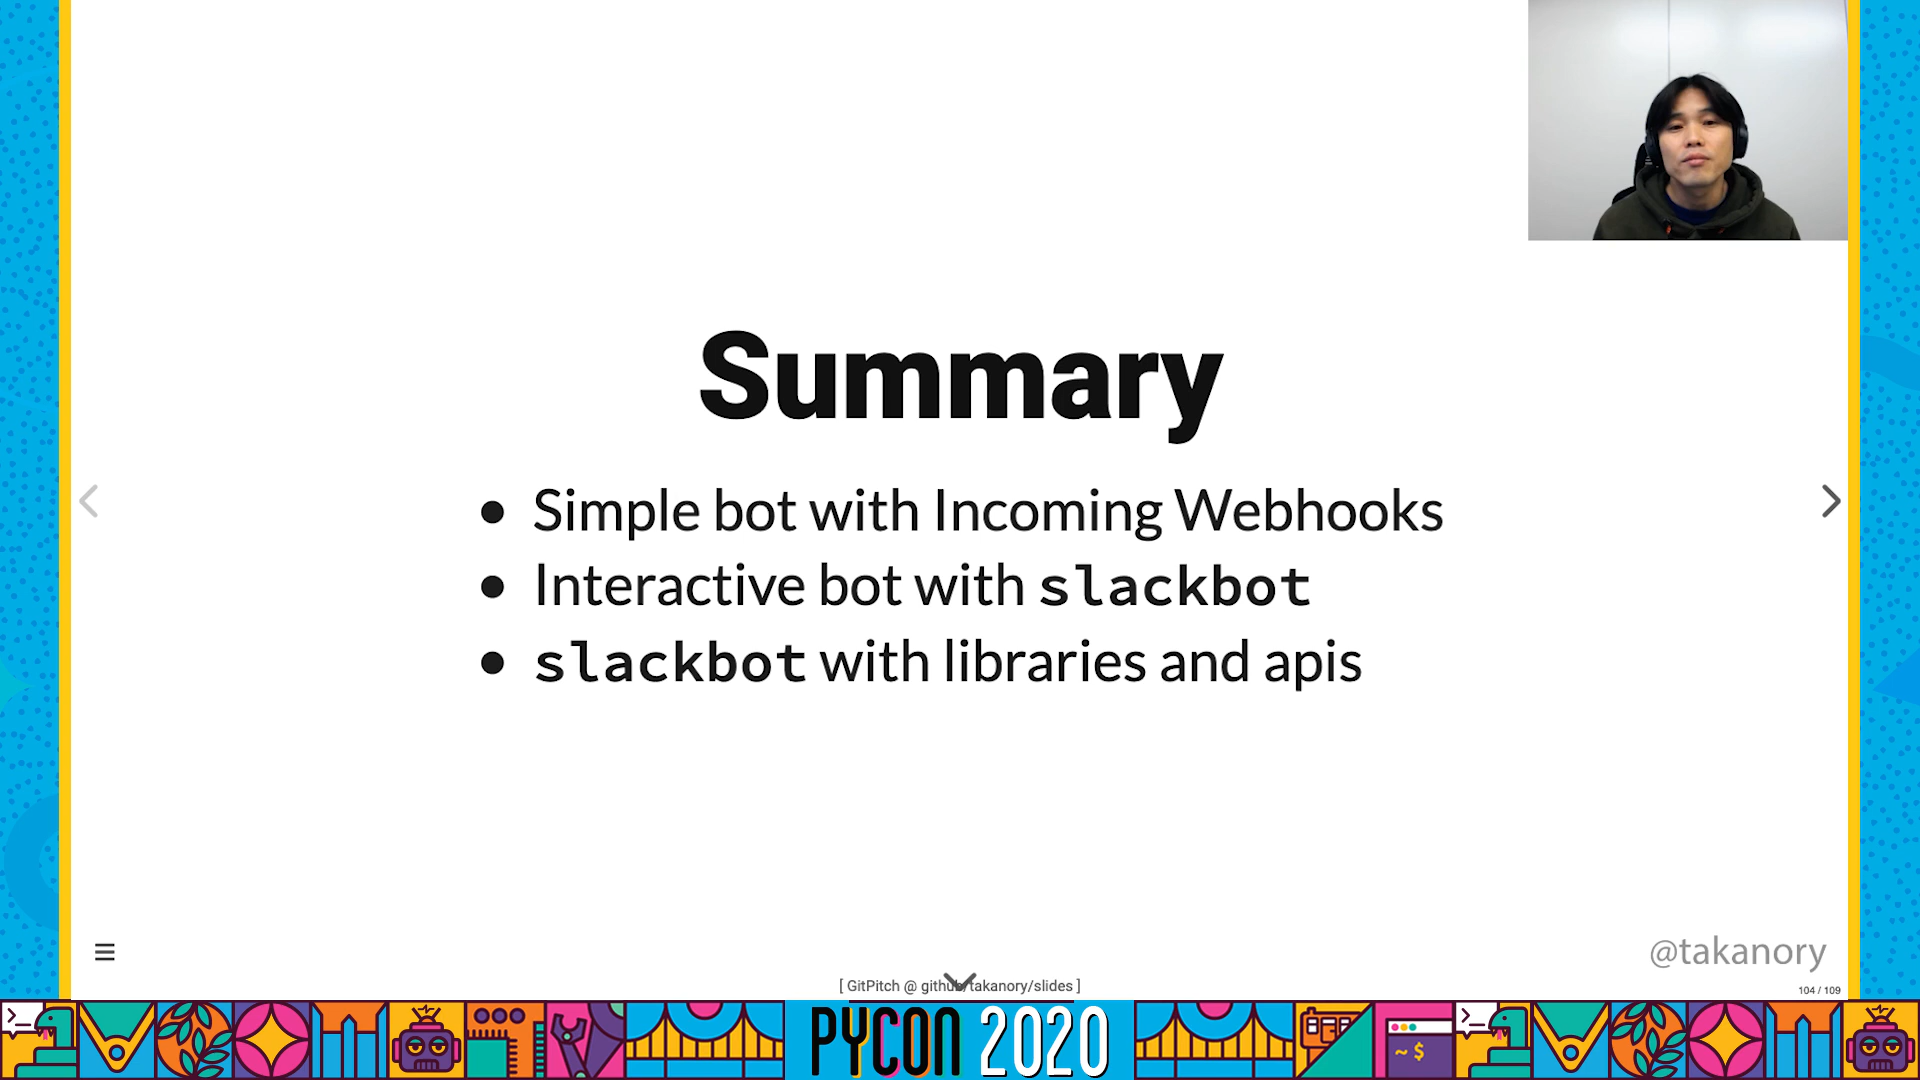 Summary
• Simple bot with Incoming Webhooks
• Interactive bot with slackbot
• slackbot with libraries and apis
@takanory
[ GitPitch @ github/takanory/slides ]
104 / 109
PYCON 2020
~ $